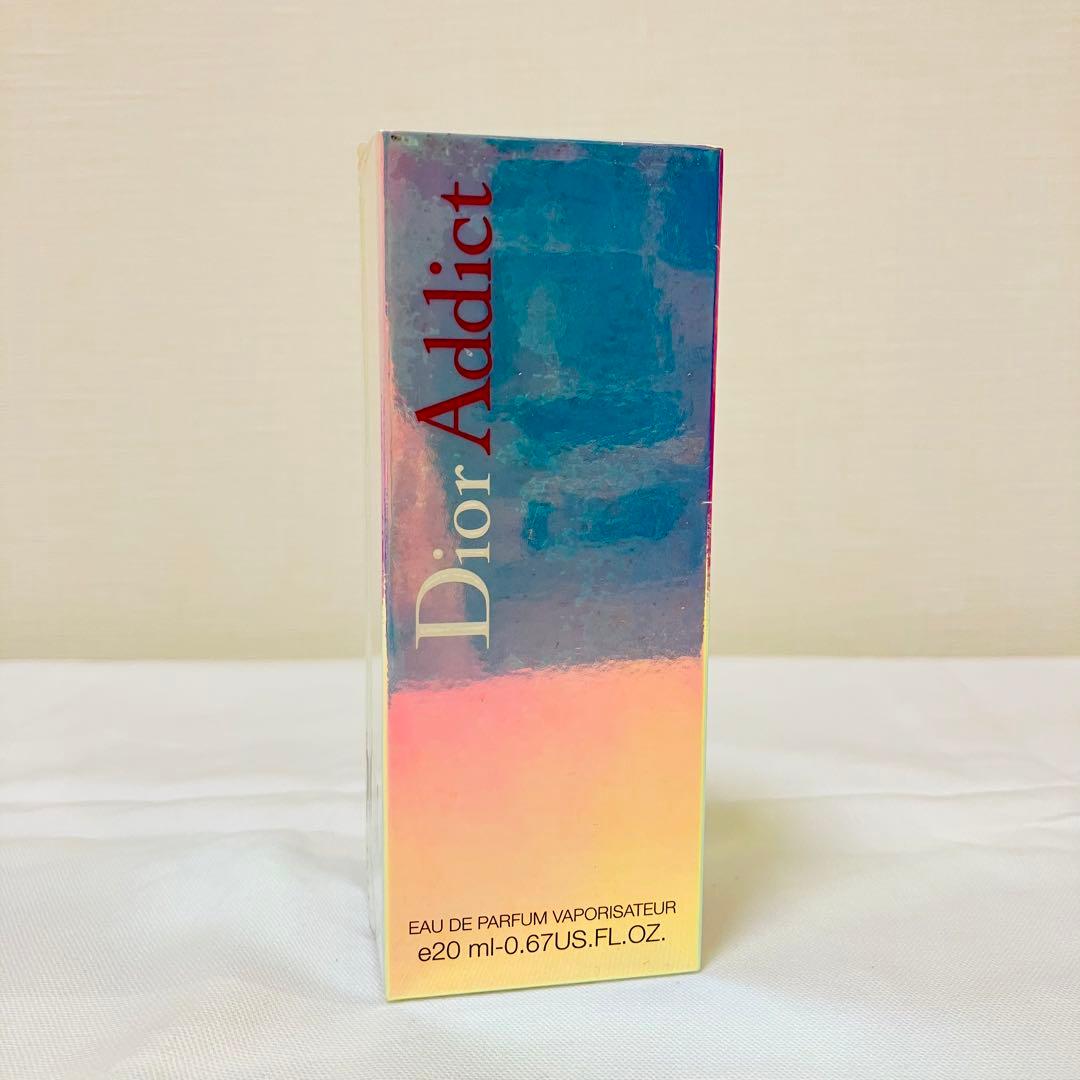 Dior Addict
EAU DE PARFUM VAPORISATEUR
e20 ml-0.67US.FL.OZ.